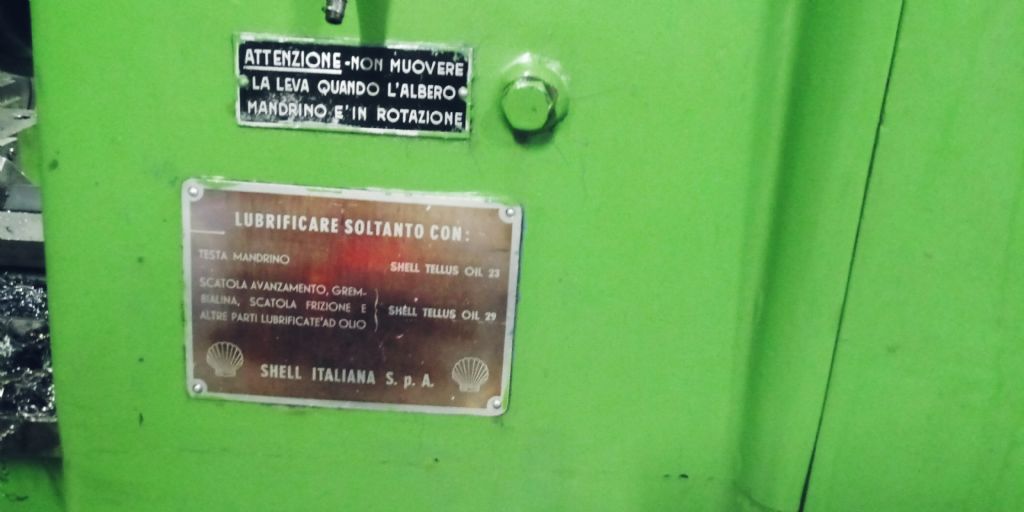 ATTENZIONE - NON MUOVERE
LA LEVA QUANDO L'ALBERO
MANDRINO E' IN ROTAZIONE
LUBRIFICARE SOLTANTO CON:
TESTA MANDRINO
SHELL TELLUS OIL 23
SCATOLA AVANZAMENTO, GREM-
BIALINA, SCATOLA FRIZIONE E
ALTRE PARTI LUBRIFICATE AD OLIO
SHELL TELLUS OIL 29
SHELL ITALIANA S. p A.